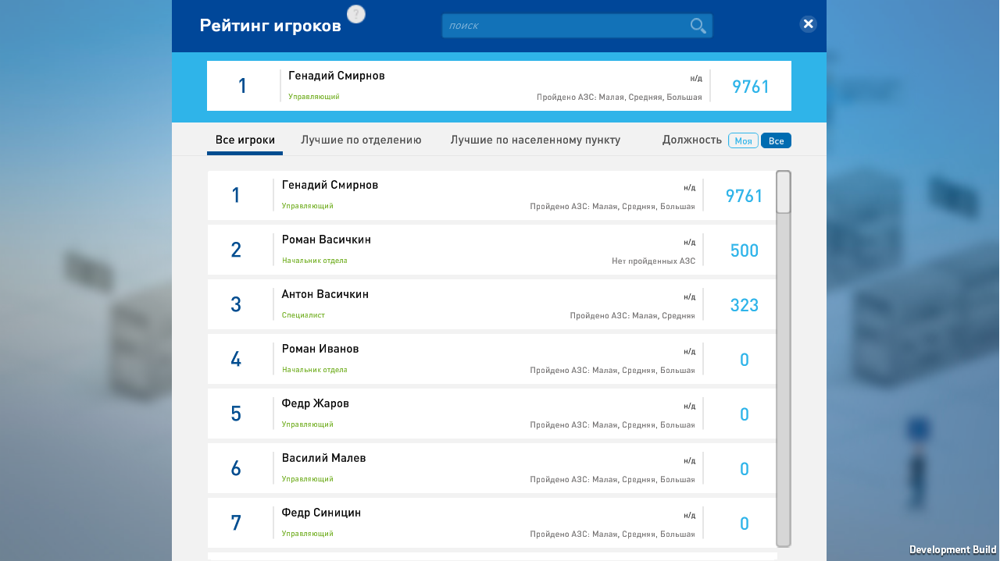 Рейтинг игроков ?
поиск
1
Генадий Смирнов
н/д
Управляющий
Пройдено АЗС: Малая, Средняя, Большая
9761
Все игроки
Лучшие по отделению
Лучшие по населенному пункту
Должность
Моя
Все
1
Генадий Смирнов
н/д
Управляющий
Пройдено АЗС: Малая, Средняя, Большая
9761
2
Роман Васичкин
н/д
Начальник отдела
Нет пройденных АЗС
500
3
Антон Васичкин
н/д
Специалист
Пройдено АЗС: Малая, Средняя
323
4
Роман Иванов
н/д
Начальник отдела
Пройдено АЗС: Малая, Средняя, Большая
0
5
Федр Жаров
н/д
Управляющий
Пройдено АЗС: Малая, Средняя, Большая
0
6
Василий Малев
н/д
Управляющий
Пройдено АЗС: Малая, Средняя, Большая
0
7
Федр Синицин
н/д
Управляющий
Пройдено АЗС: Малая, Средняя, Большая
0
Development Build